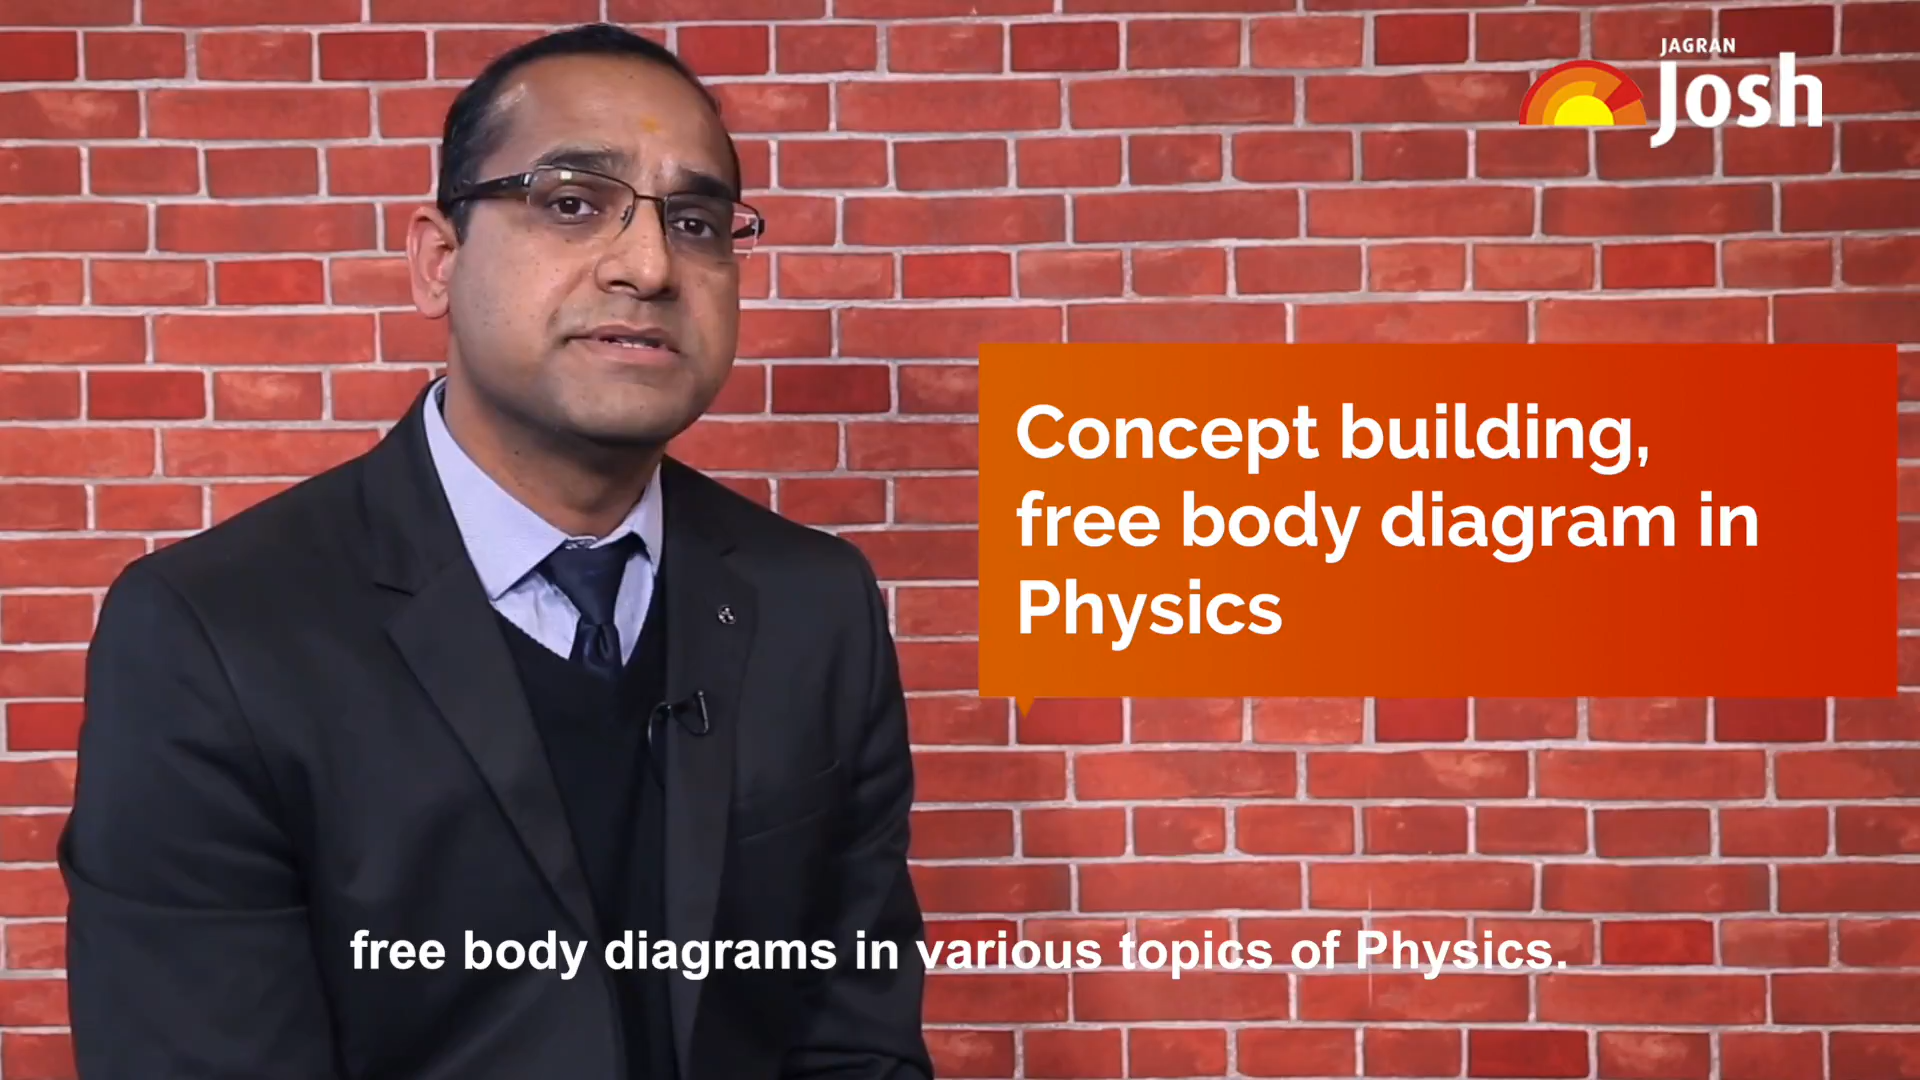 JAGRAN
Josh
Concept building,
free body diagram in
Physics
free body diagrams in various topics of Physics.